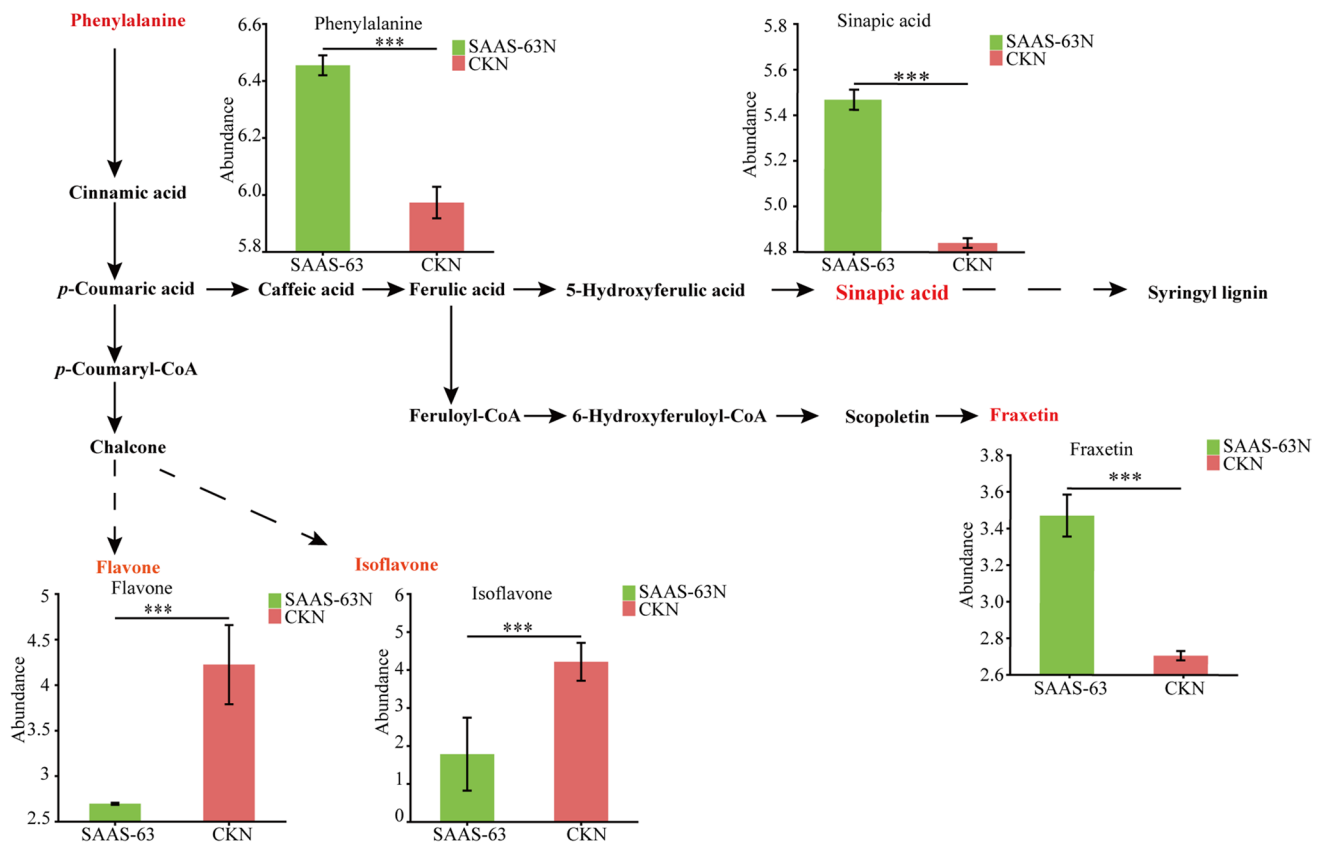 Phenylalanine
Phenylalanine
SAAS-63N
CKN
***
Abundance
6.6
6.4
6.2
6.0
5.8
SAAS-63
CKN
Sinapic acid
SAAS-63N
CKN
***
Abundance
5.8
5.6
5.4
5.2
5.0
4.8
SAAS-63
CKN
Cinnamic acid
p-Coumaric acid
Caffeic acid
Ferulic acid
5-Hydroxyferulic acid
Sinapic acid
Syringyl lignin
p-Coumaryl-CoA
Feruloyl-CoA
6-Hydroxyferuloyl-CoA
Scopoletin
Fraxetin
Chalcone
Fraxetin
SAAS-63N
CKN
***
Abundance
3.8
3.6
3.4
3.2
3.0
2.8
2.6
SAAS-63
CKN
Flavone
Flavone
SAAS-63N
CKN
***
Abundance
5
4.5
4
3.5
3
2.5
SAAS-63
CKN
Isoflavone
Isoflavone
SAAS-63N
CKN
***
Abundance
6
5
4
3
2
1
0
SAAS-63
CKN